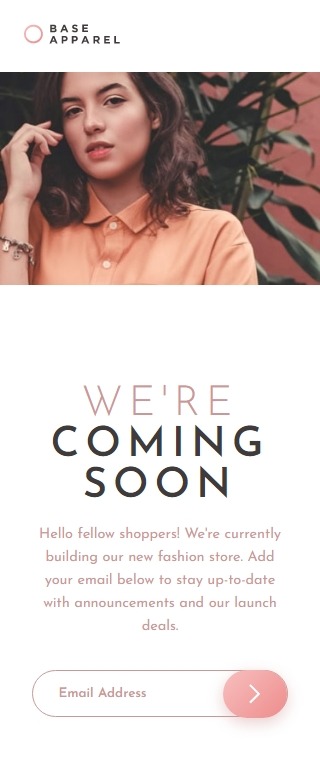 BASE
APPAREL
WE'RE
COMING
SOON
Hello fellow shoppers! We're currently
building our new fashion store. Add
your email below to stay up-to-date
with announcements and our launch
deals.
Email Address